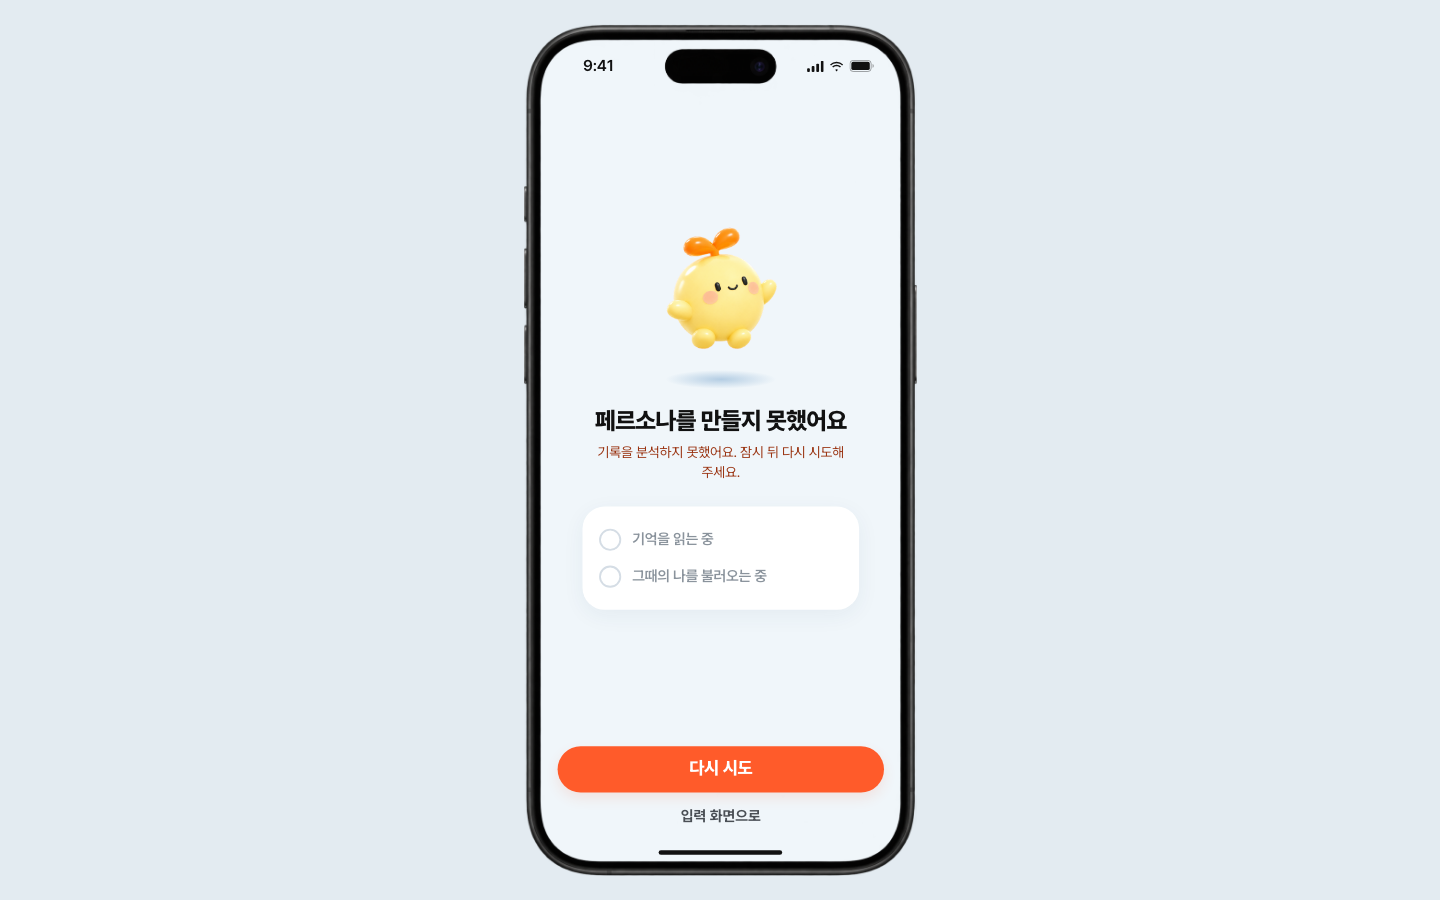 9:41
페르소나를 만들지 못했어요
기록을 분석하지 못했어요. 잠시 뒤 다시 시도해
주세요.
기억을 읽는 중
그때의 나를 불러오는 중
다시 시도
입력 화면으로